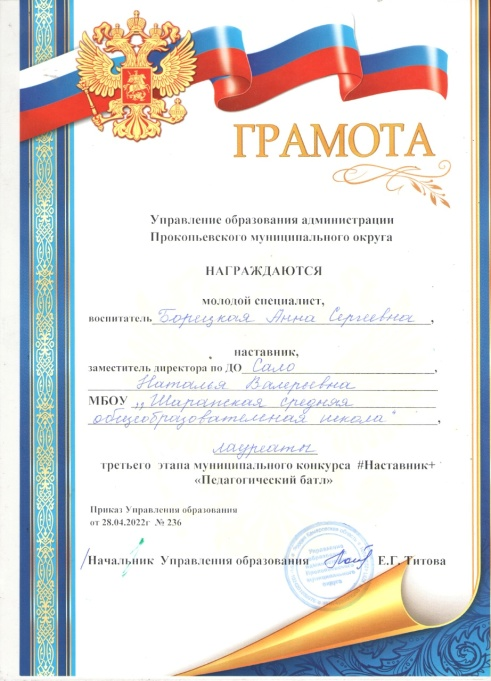 ГРАМОТА
Управление образования администрации
Прокопьевского муниципального округа
НАГРАЖДАЮТСЯ
молодой специалист,
воспитатель Борецкая Анна Сергеевна,
наставник,
заместитель директора по ДО Сало,
Наталья Валериевна
МБОУ „Шарапская средняя
общеобразовательная школа",
лауреаты
третьего этапа муниципального конкурса #Наставник+
«Педагогический батл»
Приказ Управления образования
от 28.04.2022г № 236
Начальник Управления образования Е.Г. Титова